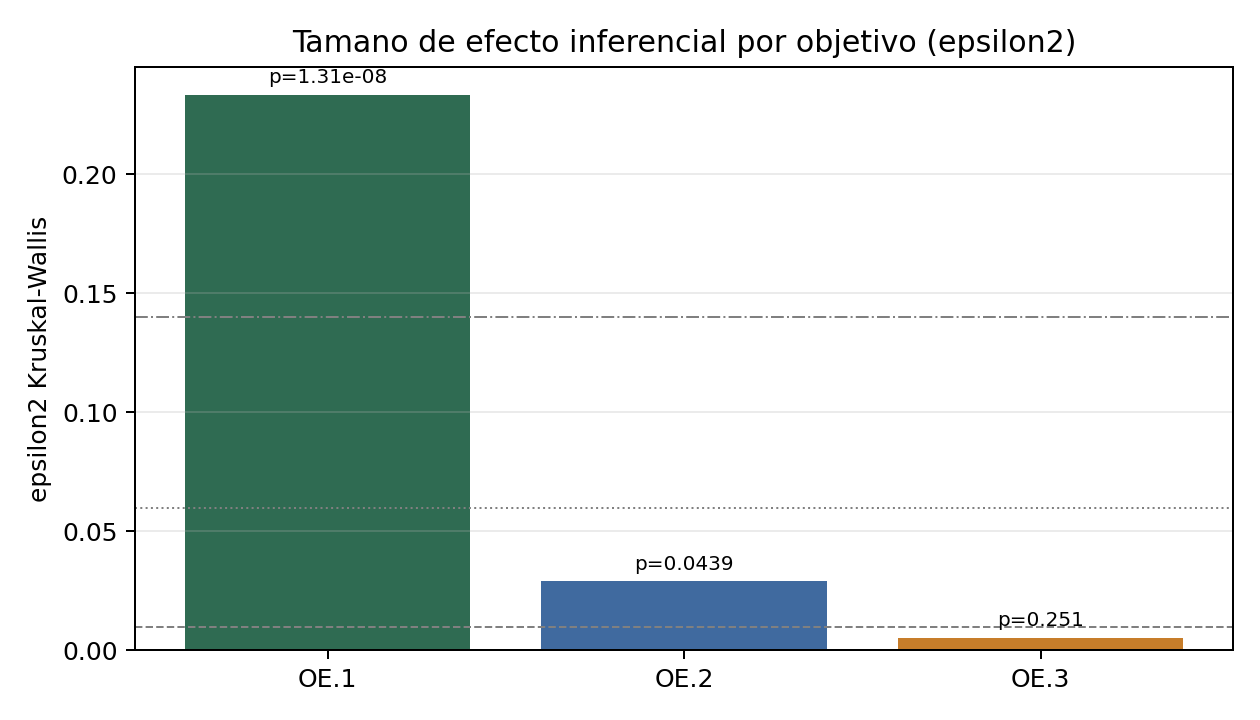 Tamano de efecto inferencial por objetivo (epsilon2)
epsilon2 Kruskal-Wallis
0.20
0.15
0.10
0.05
0.00
p=1.31e-08
p=0.0439
p=0.251
OE.1
OE.2
OE.3